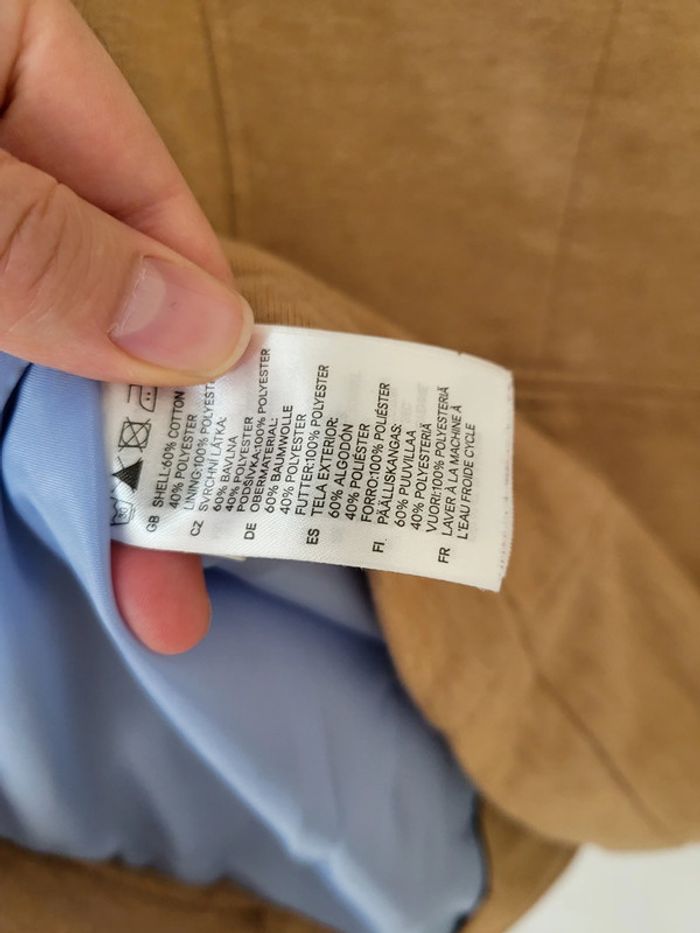 GB SHELL:60% COTTON
40% POLYESTER
LINING:100% POLYESTER
CZ SVRCHNÍ LÁTKA:
60% BAVLNA
40% POLYESTER
PODŠÍVKA:100% POLYESTER
DE OBERMATERIAL:
60% BAUMWOLLE
40% POLYESTER
FUTTER:100% POLYESTER
ES TELA EXTERIOR:
60% ALGODÓN
40% POLIÉSTER
FORRO:100% POLIÉSTER
FI PÄÄLLISKANGAS:
60% PUUVILLAA
40% POLYESTERIÄ
VUORI:100% POLYESTERIÄ
FR LAVER À LA MACHINE À
L'EAU FROIDE CYCLE